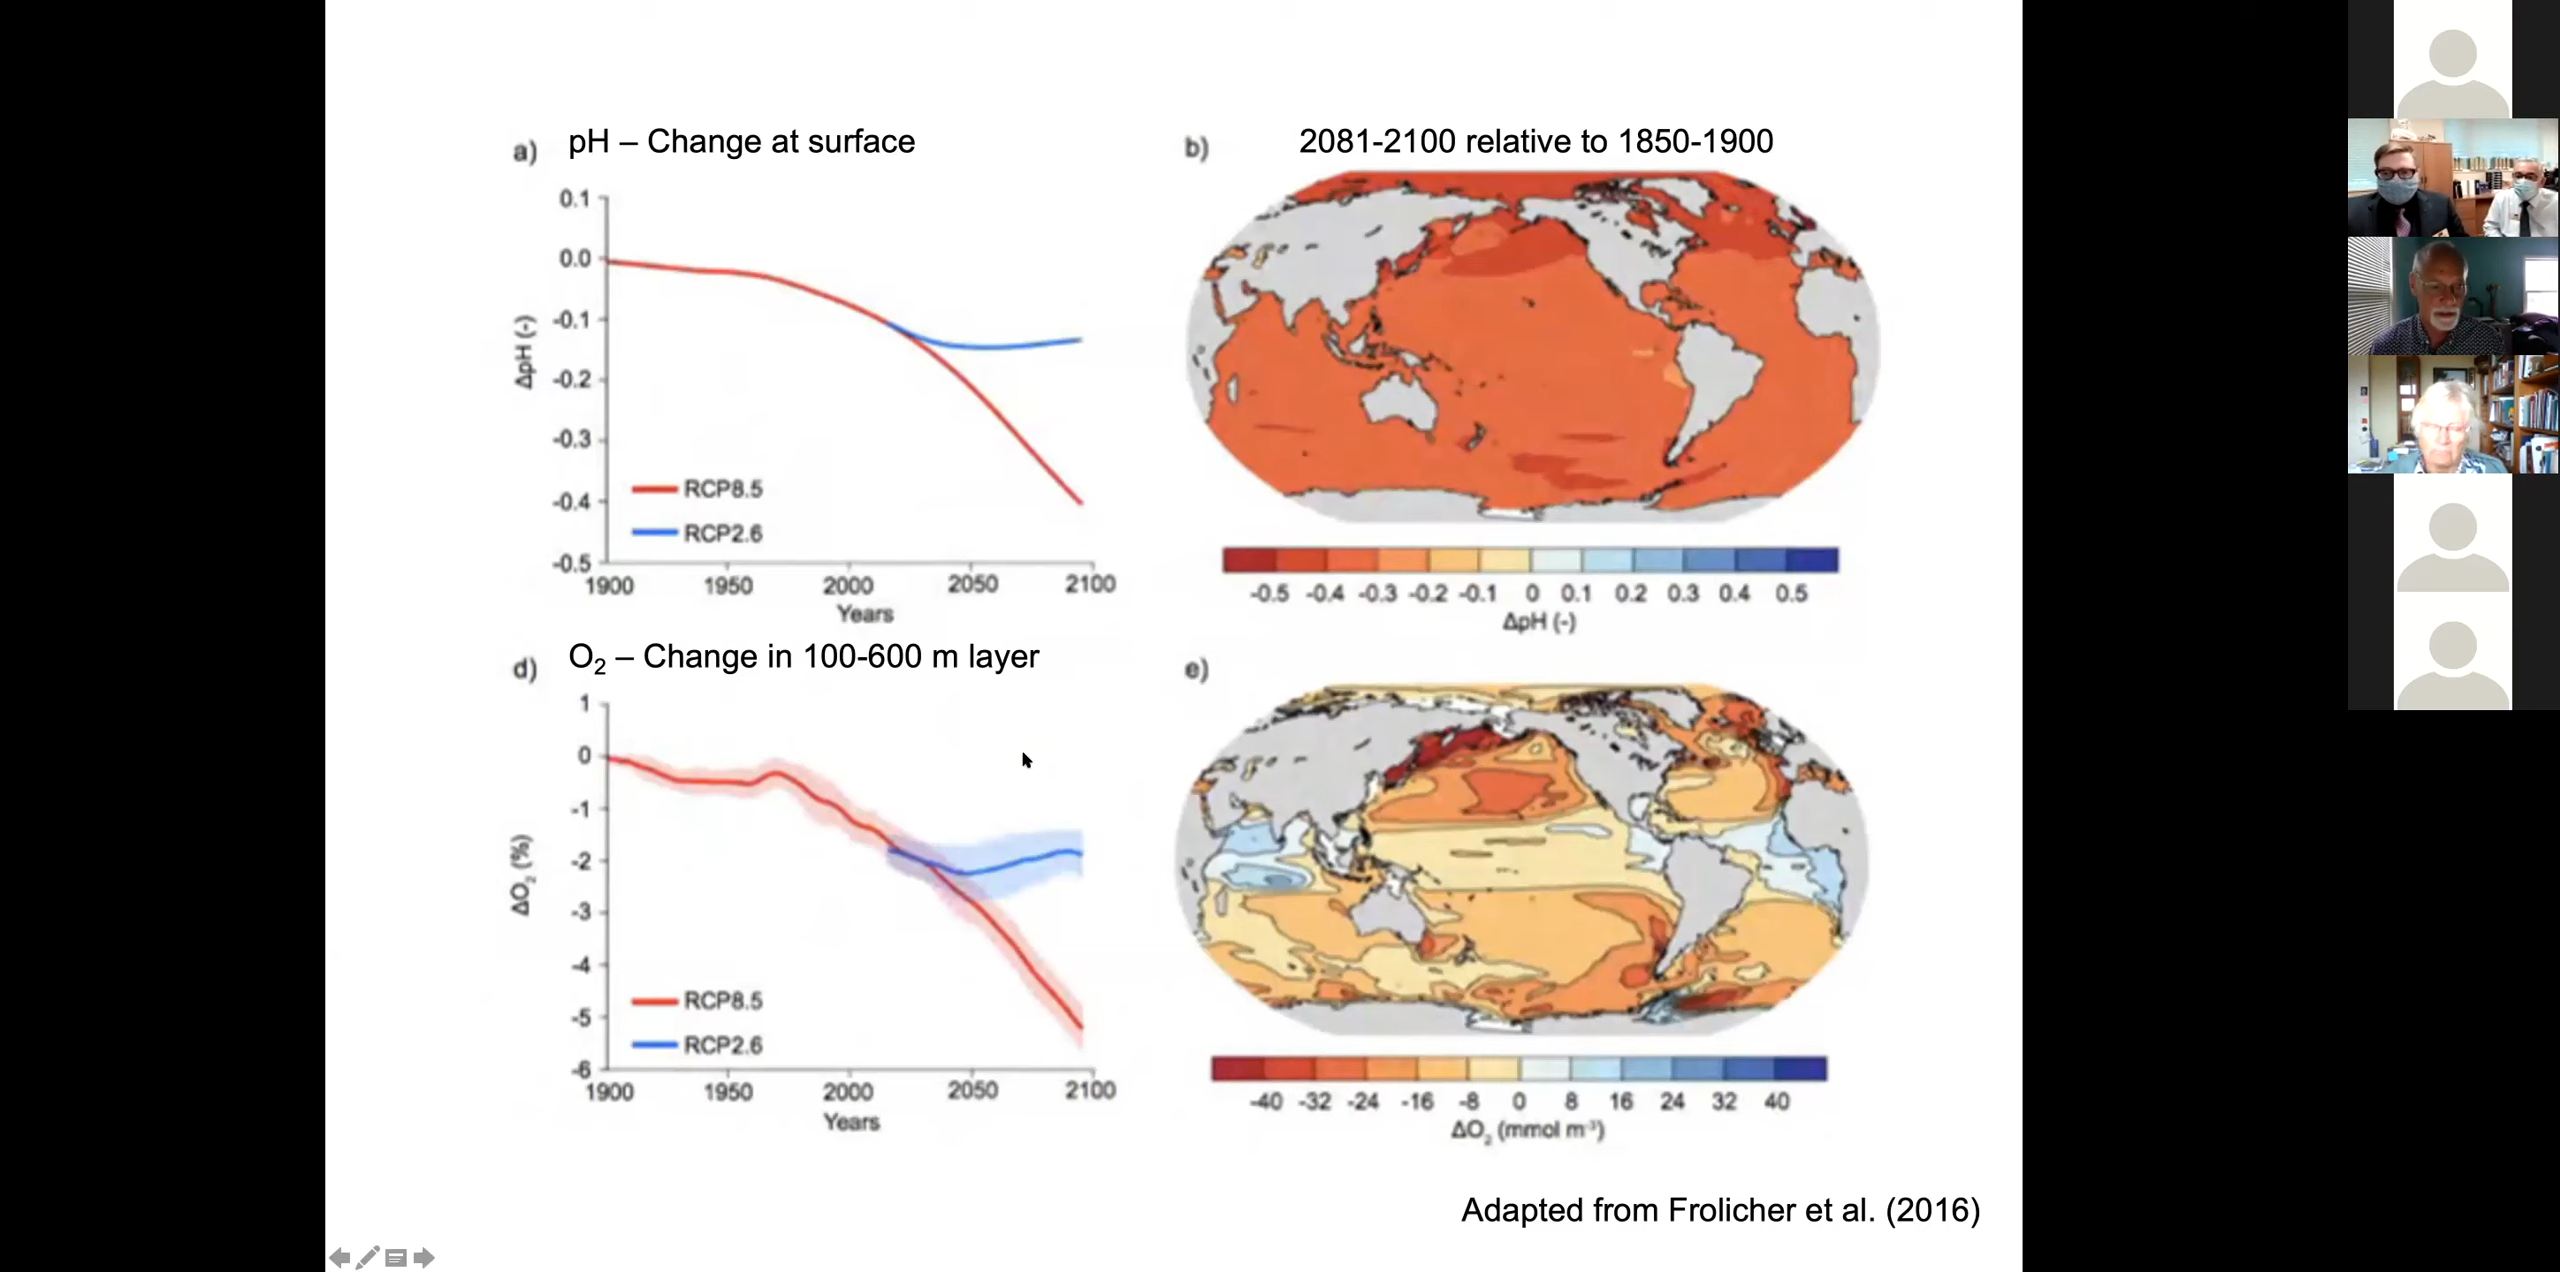 a) pH – Change at surface
0.1
0.0
-0.1
-0.2
-0.3
-0.4
-0.5
ΔpH (-)
RCP8.5
RCP2.6
1900 1950 2000 2050 2100
Years
b) 2081-2100 relative to 1850-1900
-0.5 -0.4 -0.3 -0.2 -0.1 0 0.1 0.2 0.3 0.4 0.5
ΔpH (-)
d) O₂ – Change in 100-600 m layer
1
0
-1
-2
-3
-4
-5
-6
ΔO₂ (%)
RCP8.5
RCP2.6
1900 1950 2000 2050 2100
Years
e)
-40 -32 -24 -16 -8 0 8 16 24 32 40
ΔO₂ (mmol m⁻³)
Adapted from Frolicher et al. (2016)